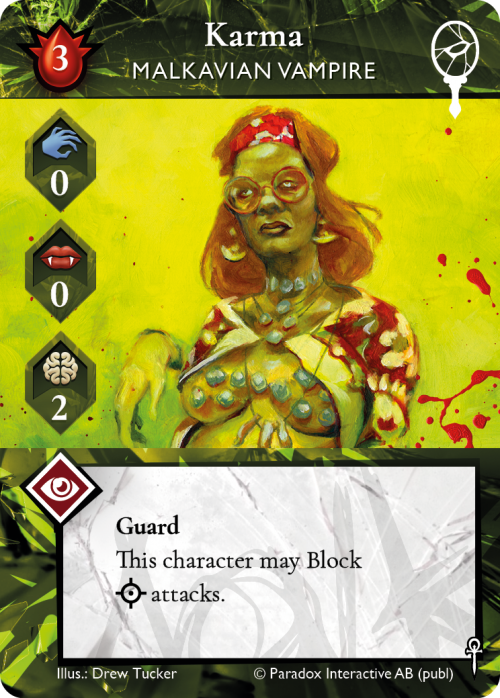 3
Karma
MALKAVIAN VAMPIRE
0
0
2
Guard
This character may Block
attacks.
Illus.: Drew Tucker © Paradox Interactive AB (publ)